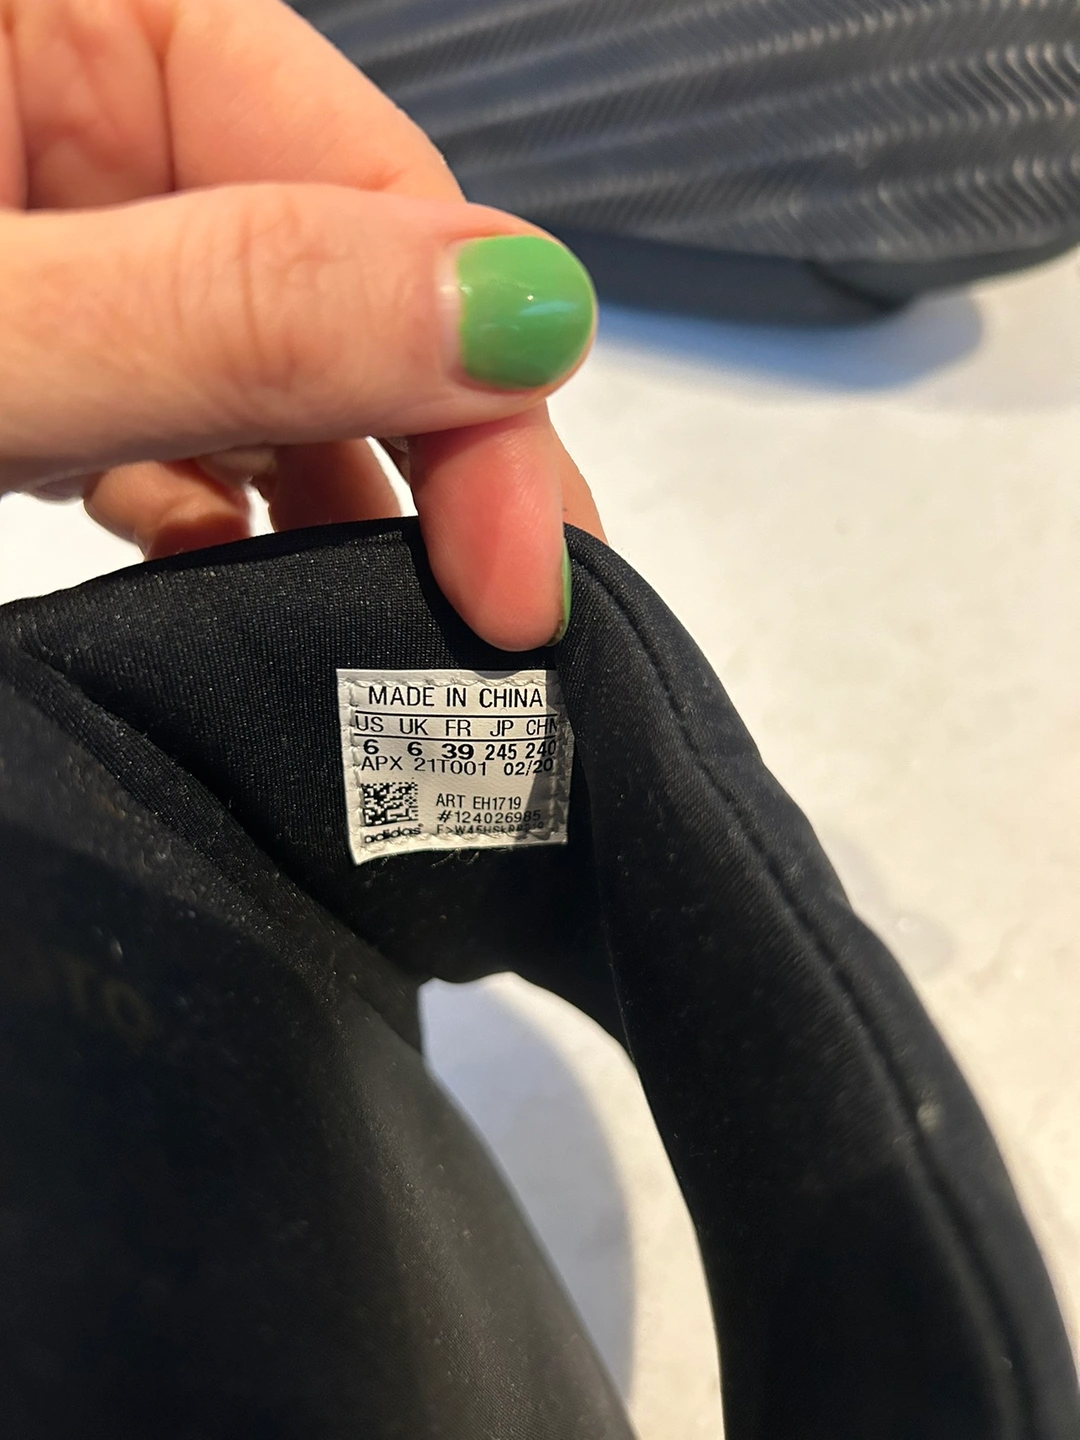 MADE IN CHINA
US UK FR JP CHN
6 6 39 245 240
APX 21T001 02/20
ART EH1719
#124026985
adidas